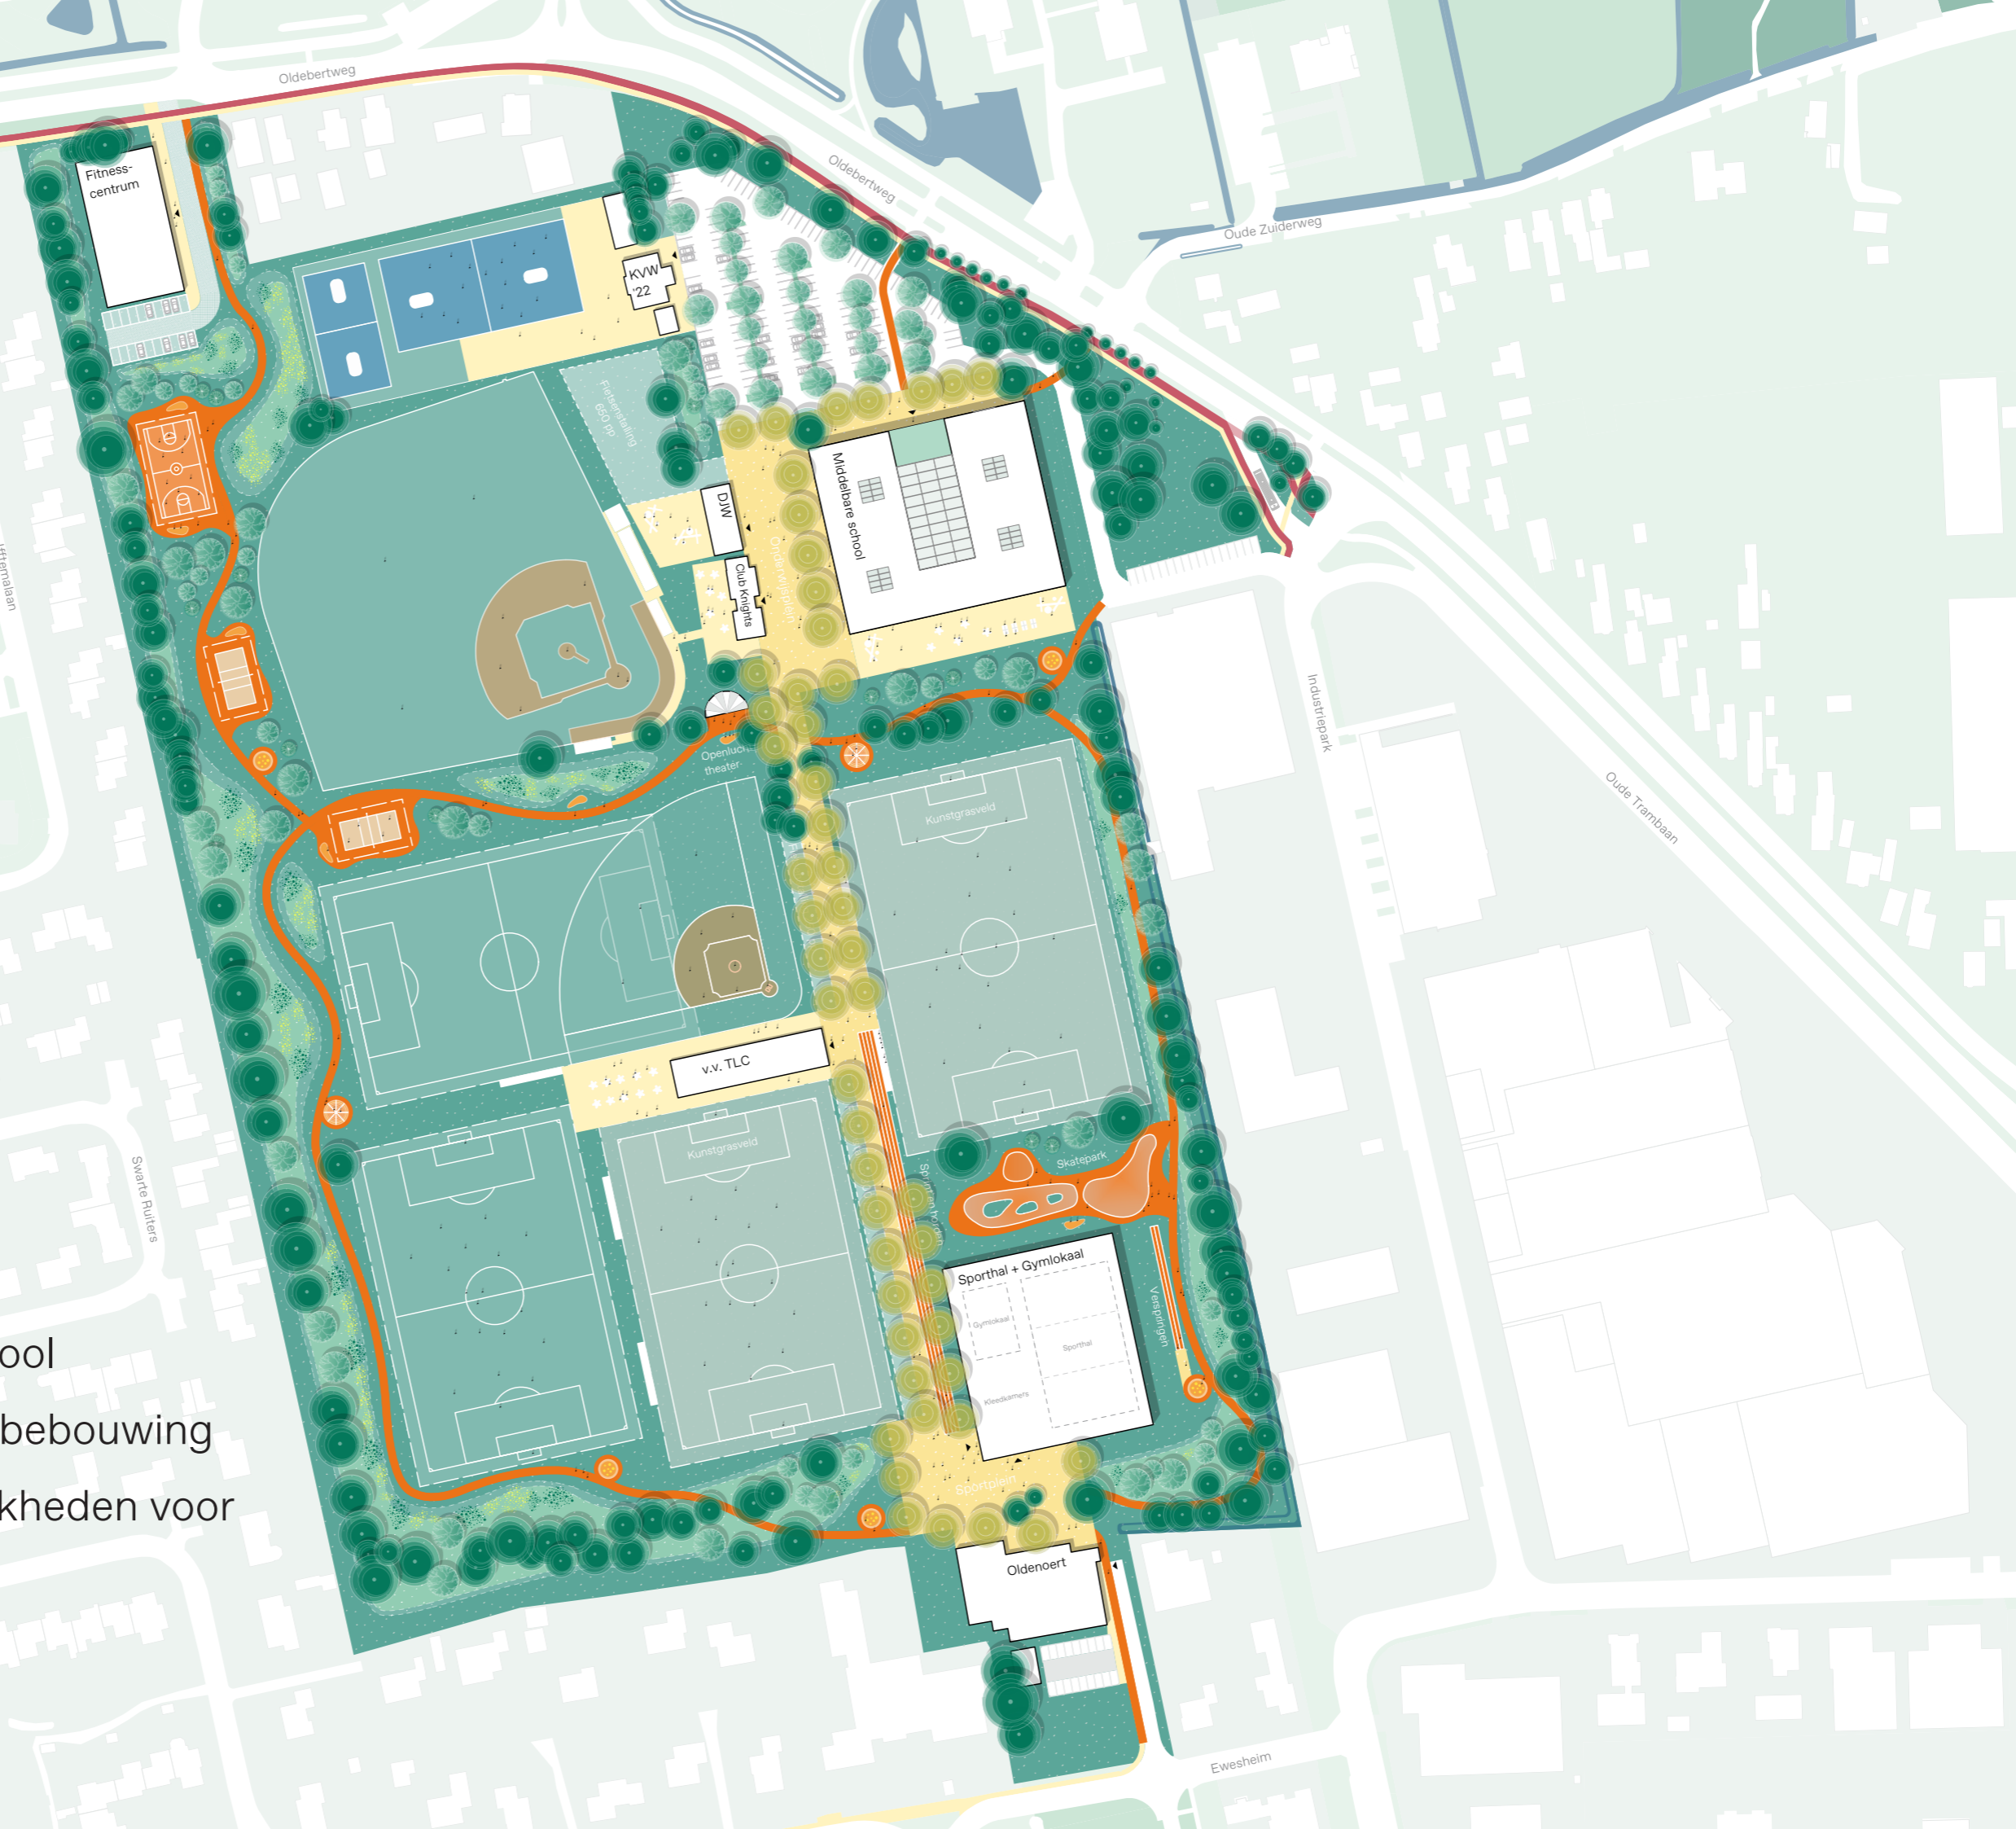 Oldebertweg
Fitness-
centrum
Oldebertweg
Oude Zuiderweg
KVW
'22
Fietsenstalling
650 pp
DJW
Middelbare school
Onderwijsplein
Club Knights
Openlucht
theater
Industriepark
Oude Trambaan
Kunstgrasveld
v.v. TLC
Kunstgrasveld
Skatepark
Swarte Ruiters
Sporthal + Gymlokaal
Gymlokaal
Sporthal
Verspringen
Kleedkamers
ool
bebouwing
kheden voor
Sportplein
Oldenoert
Ewesheim